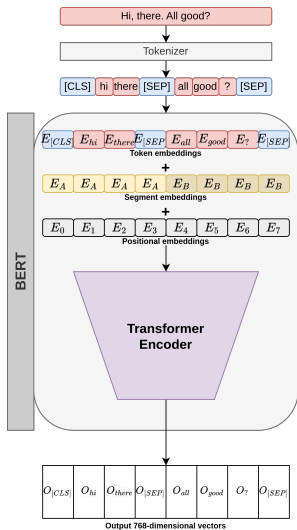 Hi, there. All good?
Tokenizer
[CLS] hi there [SEP] all good ? [SEP]
BERT
E[CLS] Ehi Ethere E[SEP] Eall Egood E? E[SEP]
Token embeddings
+
EA EA EA EA EB EB EB EB
Segment embeddings
+
E0 E1 E2 E3 E4 E5 E6 E7
Positional embeddings
Transformer
Encoder
O[CLS] Ohi Othere O[SEP] Oall Ogood O? O[SEP]
Output 768-dimensional vectors